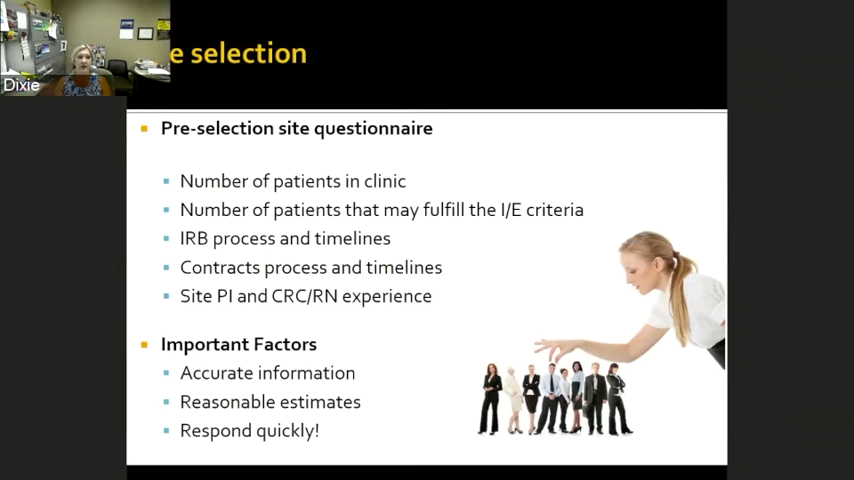 e selection
Dixie
Pre-selection site questionnaire
Number of patients in clinic
Number of patients that may fulfill the I/E criteria
IRB process and timelines
Contracts process and timelines
Site PI and CRC/RN experience
Important Factors
Accurate information
Reasonable estimates
Respond quickly!